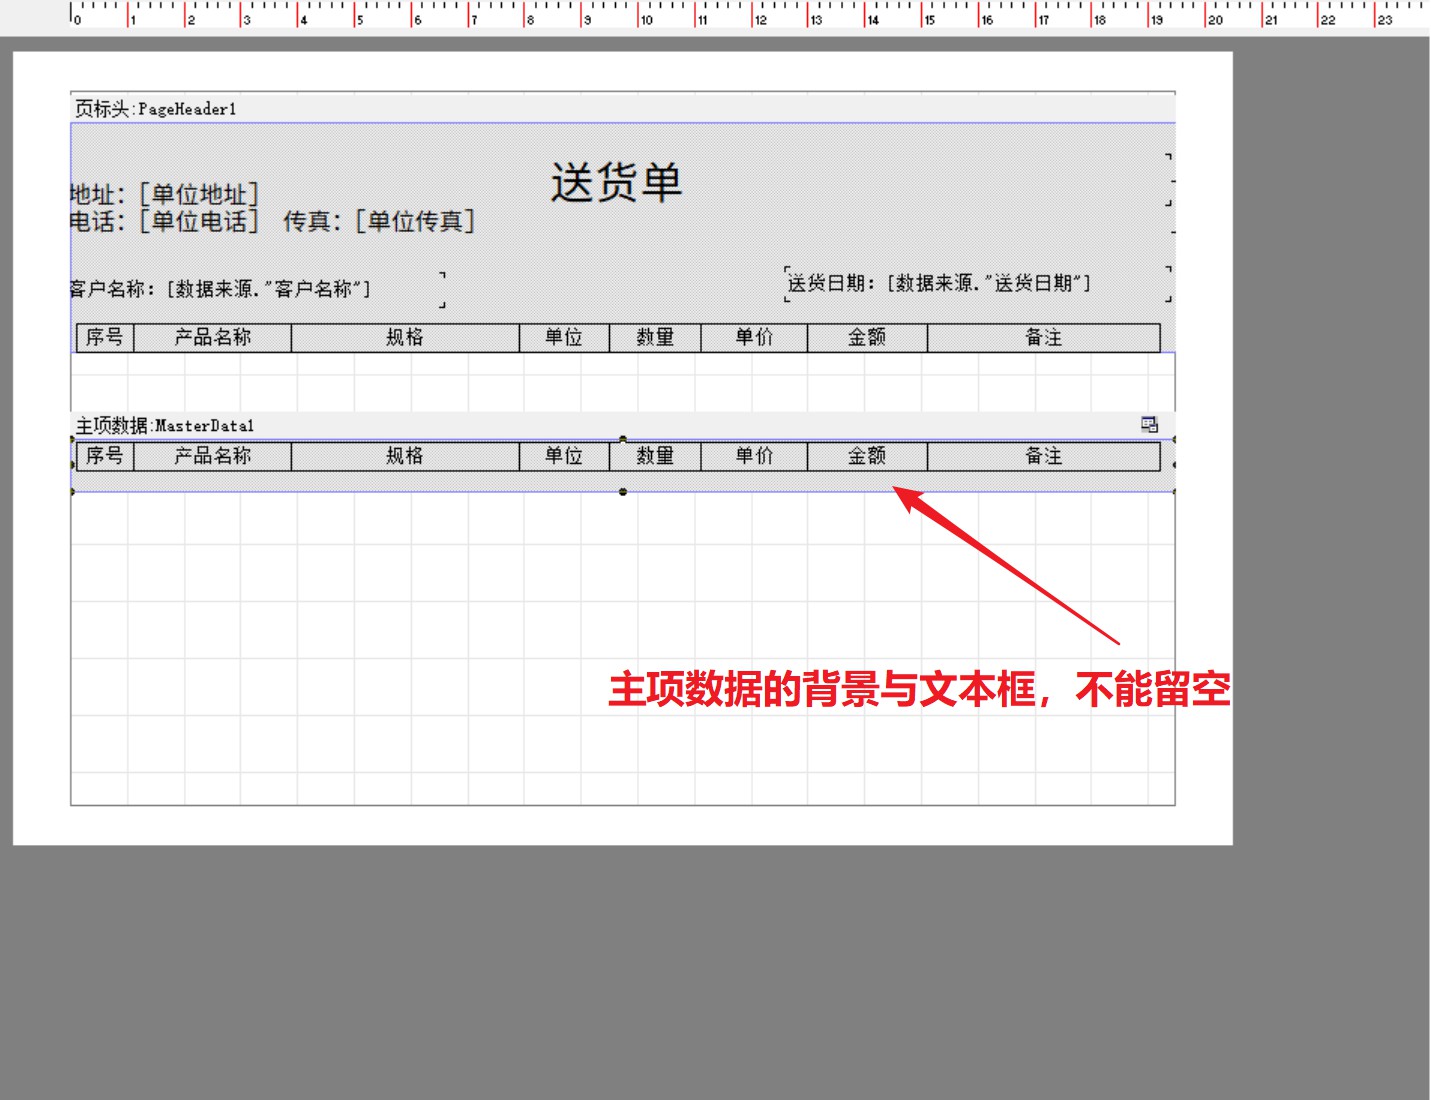 0 1 2 3 4 5 6 7 8 9 10 11 12 13 14 15 16 17 18 19 20 21 22 23
页标头:PageHeader1
送货单
地址：[单位地址]
电话：[单位电话] 传真：[单位传真]
客户名称：[数据来源."客户名称"] 送货日期：[数据来源."送货日期"]
序号 产品名称 规格 单位 数量 单价 金额 备注
主项数据:MasterData1
序号 产品名称 规格 单位 数量 单价 金额 备注
主项数据的背景与文本框，不能留空